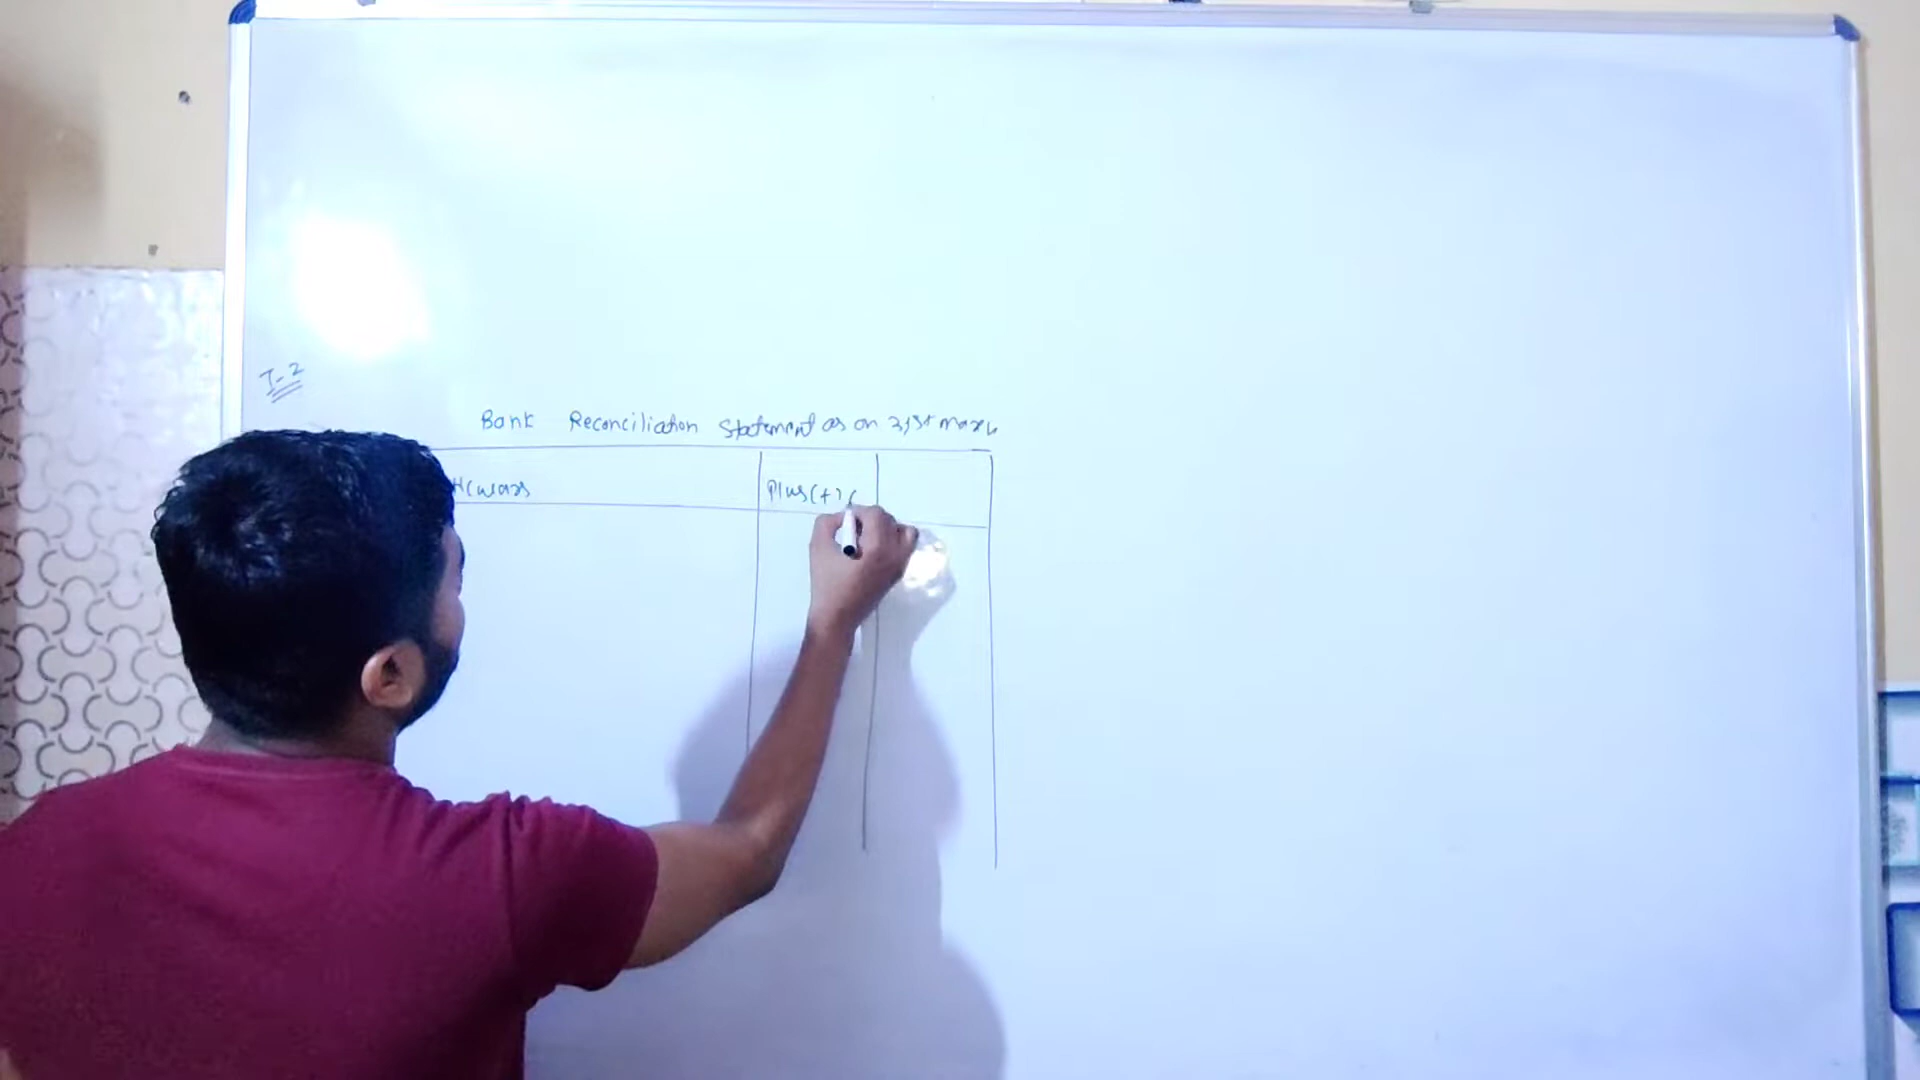 I-2
Bank Reconciliation Statement as on 31st march
Plus(+) (